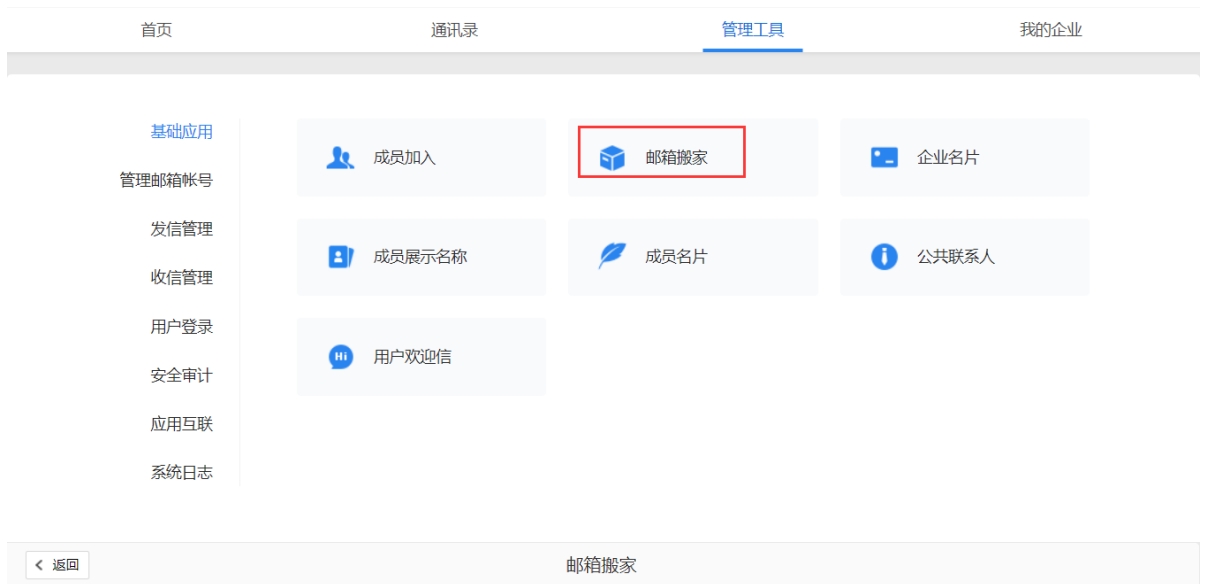 首页 通讯录 管理工具 我的企业
基础应用
管理邮箱帐号
发信管理
收信管理
用户登录
安全审计
应用互联
系统日志
成员加入 邮箱搬家 企业名片
成员展示名称 成员名片 公共联系人
Hi 用户欢迎信
< 返回 邮箱搬家